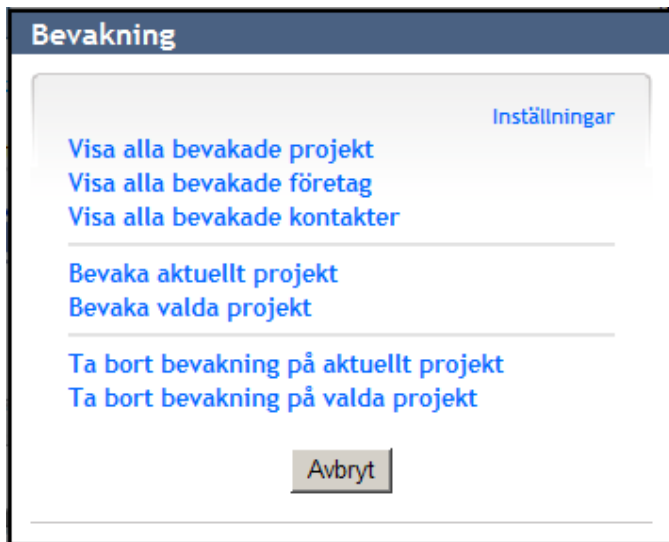 Bevakning
Inställningar
Visa alla bevakade projekt
Visa alla bevakade företag
Visa alla bevakade kontakter
Bevaka aktuellt projekt
Bevaka valda projekt
Ta bort bevakning på aktuellt projekt
Ta bort bevakning på valda projekt
Avbryt